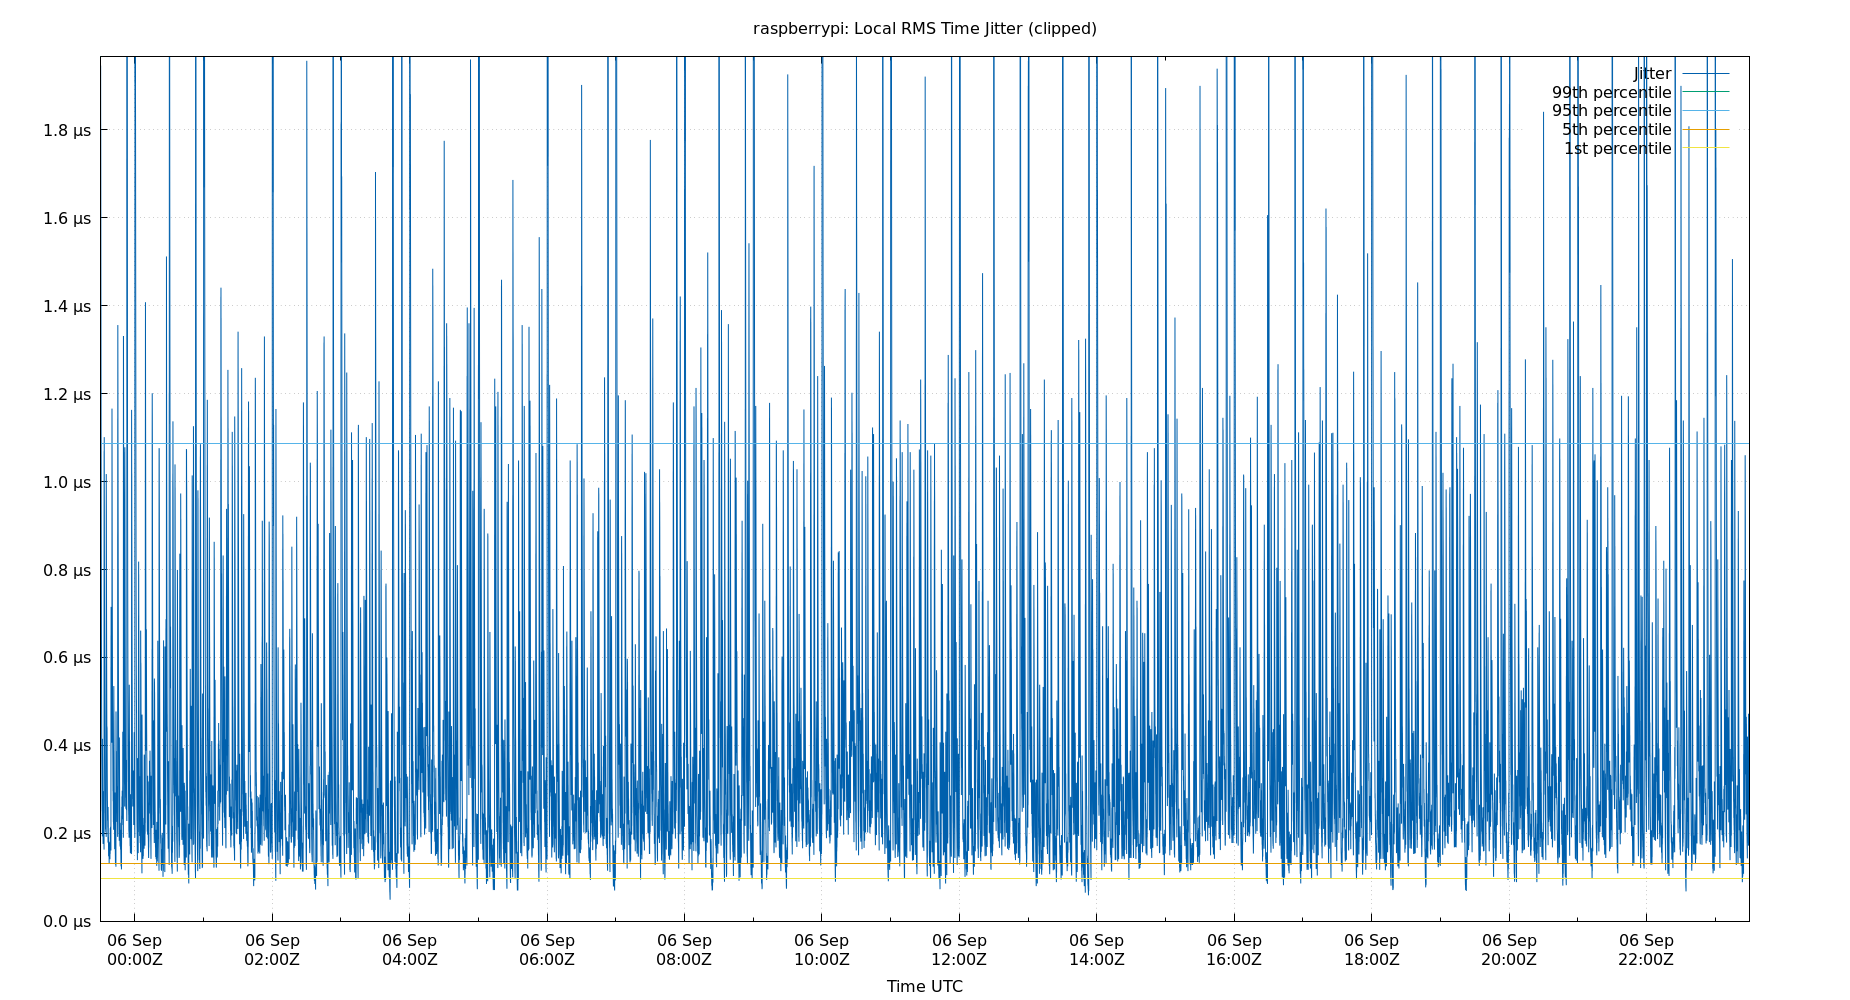 raspberrypi: Local RMS Time Jitter (clipped)
Jitter
99th percentile
95th percentile
5th percentile
1st percentile
1.8 µs
1.6 µs
1.4 µs
1.2 µs
1.0 µs
0.8 µs
0.6 µs
0.4 µs
0.2 µs
0.0 µs
06 Sep 06 Sep 06 Sep 06 Sep 06 Sep 06 Sep 06 Sep 06 Sep 06 Sep 06 Sep 06 Sep 06 Sep
00:00Z 02:00Z 04:00Z 06:00Z 08:00Z 10:00Z 12:00Z 14:00Z 16:00Z 18:00Z 20:00Z 22:00Z
Time UTC